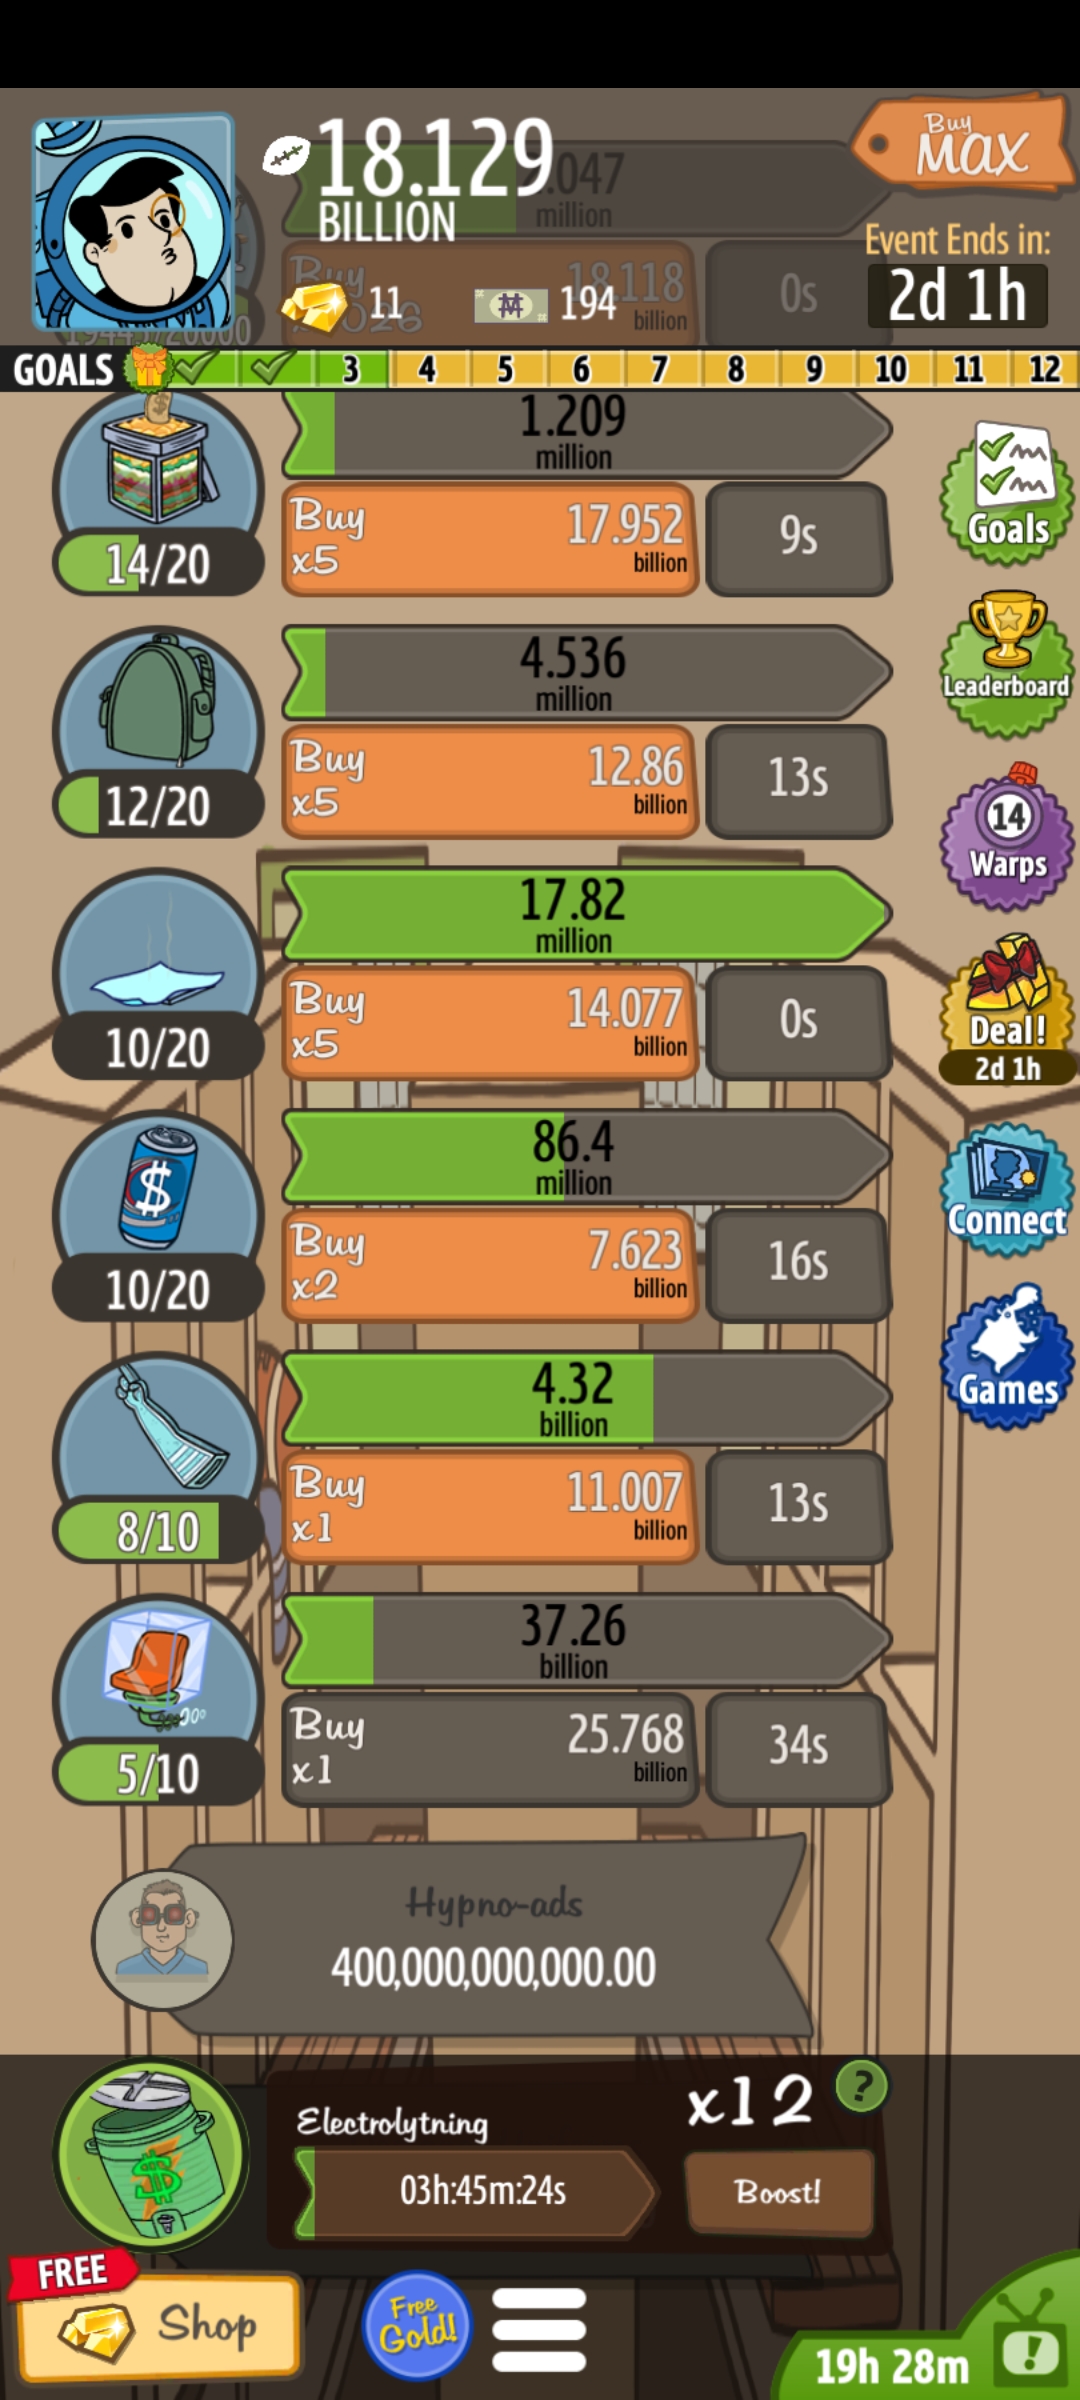 18.129
BILLION
.047
million
Buy
MAX
Event Ends in:
2d 1h
11
194
Buy
x1026
18.118
billion
0s
19443/20000
GOALS 3 4 5 6 7 8 9 10 11 12
1.209
million
Buy
x5
17.952
billion
9s
14/20
Goals
4.536
million
Buy
x5
12.86
billion
13s
12/20
Leaderboard
14
Warps
17.82
million
Buy
x5
14.077
billion
0s
10/20
Deal!
2d 1h
86.4
million
Buy
x2
7.623
billion
16s
$
10/20
Connect
4.32
billion
Buy
x1
11.007
billion
13s
8/10
Games
37.26
billion
Buy
x1
25.768
billion
34s
5/10
Hypno-ads
400,000,000,000.00
Electrolytning
03h:45m:24s
x12
?
Boost!
$
FREE
Shop
Free
Gold!
19h 28m
!